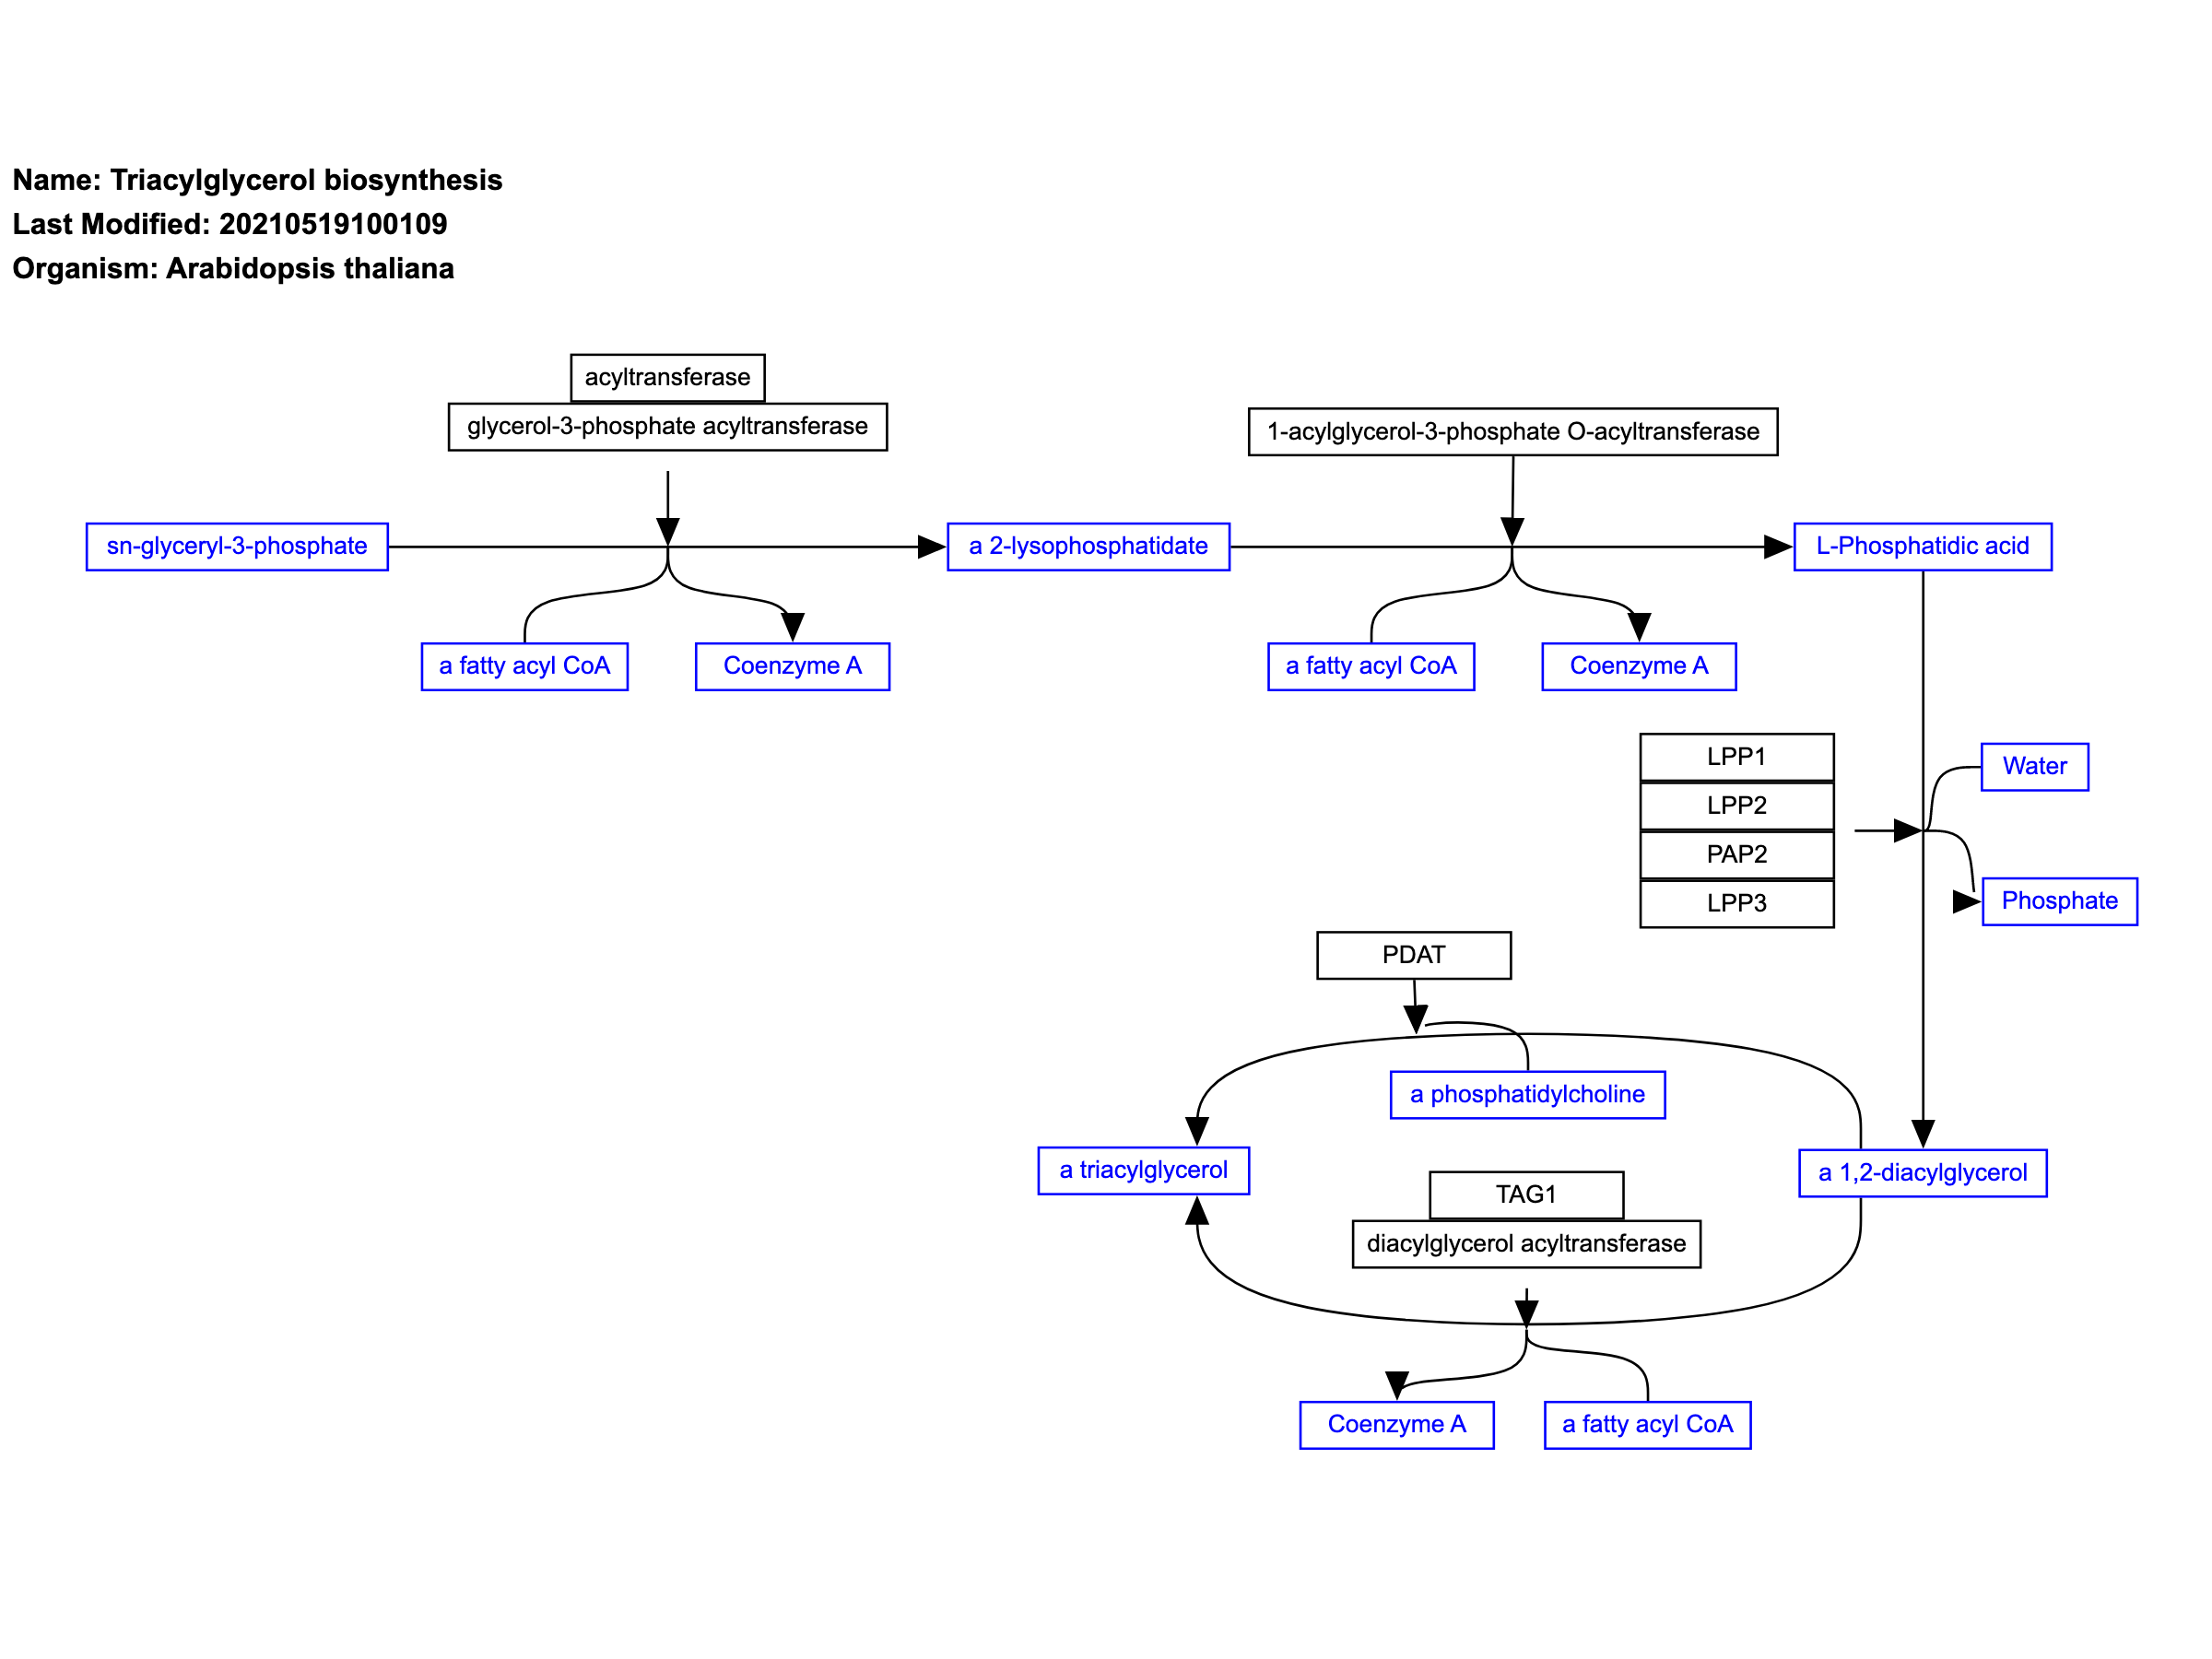 Name: Triacylglycerol biosynthesis
Last Modified: 20210519100109
Organism: Arabidopsis thaliana
acyltransferase
glycerol-3-phosphate acyltransferase
1-acylglycerol-3-phosphate O-acyltransferase
sn-glyceryl-3-phosphate
a 2-lysophosphatidate
L-Phosphatidic acid
a fatty acyl CoA
Coenzyme A
a fatty acyl CoA
Coenzyme A
LPP1
LPP2
PAP2
LPP3
Water
Phosphate
PDAT
a phosphatidylcholine
a triacylglycerol
a 1,2-diacylglycerol
TAG1
diacylglycerol acyltransferase
Coenzyme A
a fatty acyl CoA